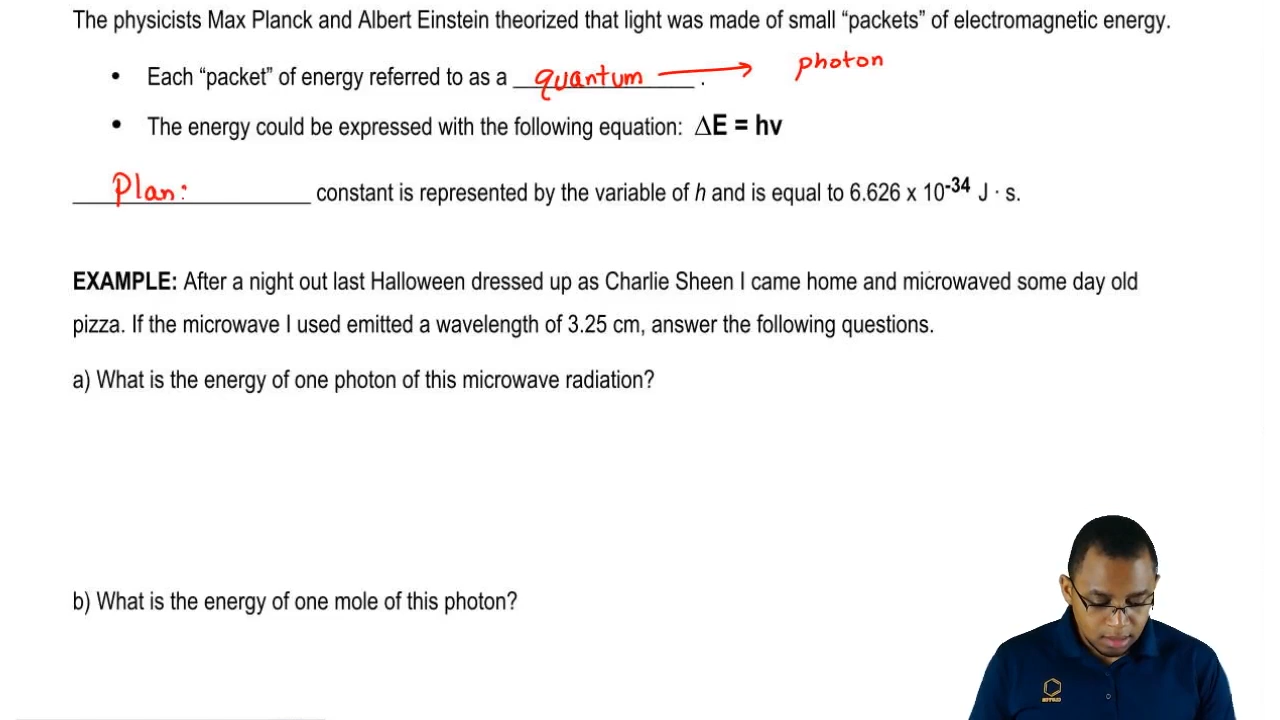 The physicists Max Planck and Albert Einstein theorized that light was made of small “packets” of electromagnetic energy.
• Each “packet” of energy referred to as a quantum. → photon
• The energy could be expressed with the following equation: ΔE = hv
Plan: constant is represented by the variable of h and is equal to 6.626 x 10⁻³⁴ J · s.
EXAMPLE: After a night out last Halloween dressed up as Charlie Sheen I came home and microwaved some day old
pizza. If the microwave I used emitted a wavelength of 3.25 cm, answer the following questions.
a) What is the energy of one photon of this microwave radiation?
b) What is the energy of one mole of this photon?